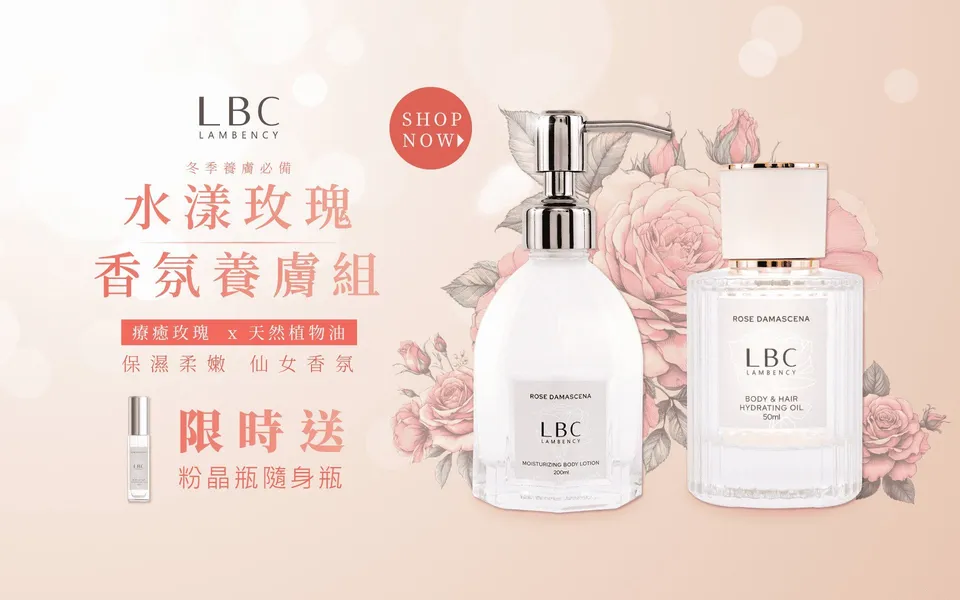 LBC
LAMBENCY
冬季養膚必備
水漾玫瑰
香氛養膚組
療癒玫瑰 x 天然植物油
保濕柔嫩 仙女香氛
限時送
粉晶瓶隨身瓶
LBC
SHOP
NOW
ROSE DAMASCENA
LBC
LAMBENCY
MOISTURIZING BODY LOTION
200ml
ROSE DAMASCENA
LBC
LAMBENCY
BODY & HAIR
HYDRATING OIL
50ml